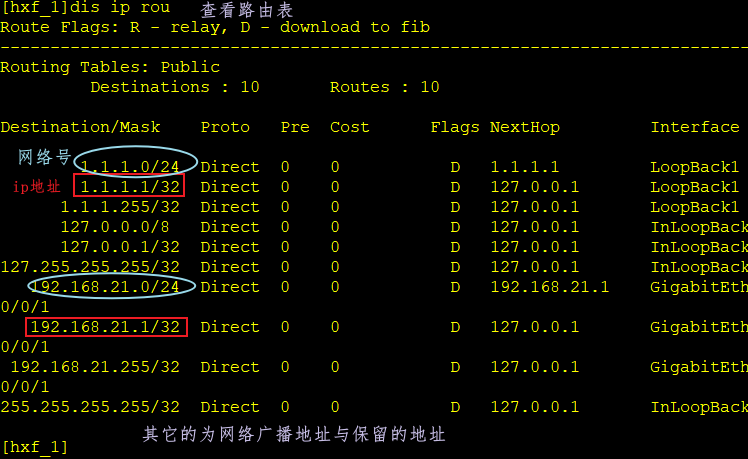 [hxf_1]dis ip rou 查看路由表
Route Flags: R - relay, D - download to fib
------------------------------------------------------------------------------
Routing Tables: Public
Destinations : 10 Routes : 10
Destination/Mask Proto Pre Cost Flags NextHop Interface
网络号 1.1.1.0/24 Direct 0 0 D 1.1.1.1 LoopBack1
ip地址 1.1.1.1/32 Direct 0 0 D 127.0.0.1 LoopBack1
1.1.1.255/32 Direct 0 0 D 127.0.0.1 LoopBack1
127.0.0.0/8 Direct 0 0 D 127.0.0.1 InLoopBack
127.0.0.1/32 Direct 0 0 D 127.0.0.1 InLoopBack
127.255.255.255/32 Direct 0 0 D 127.0.0.1 InLoopBack
192.168.21.0/24 Direct 0 0 D 192.168.21.1 GigabitEth
0/0/1
192.168.21.1/32 Direct 0 0 D 127.0.0.1 GigabitEth
0/0/1
192.168.21.255/32 Direct 0 0 D 127.0.0.1 GigabitEth
0/0/1
255.255.255.255/32 Direct 0 0 D 127.0.0.1 InLoopBack
其它的为网络广播地址与保留的地址
[hxf_1]